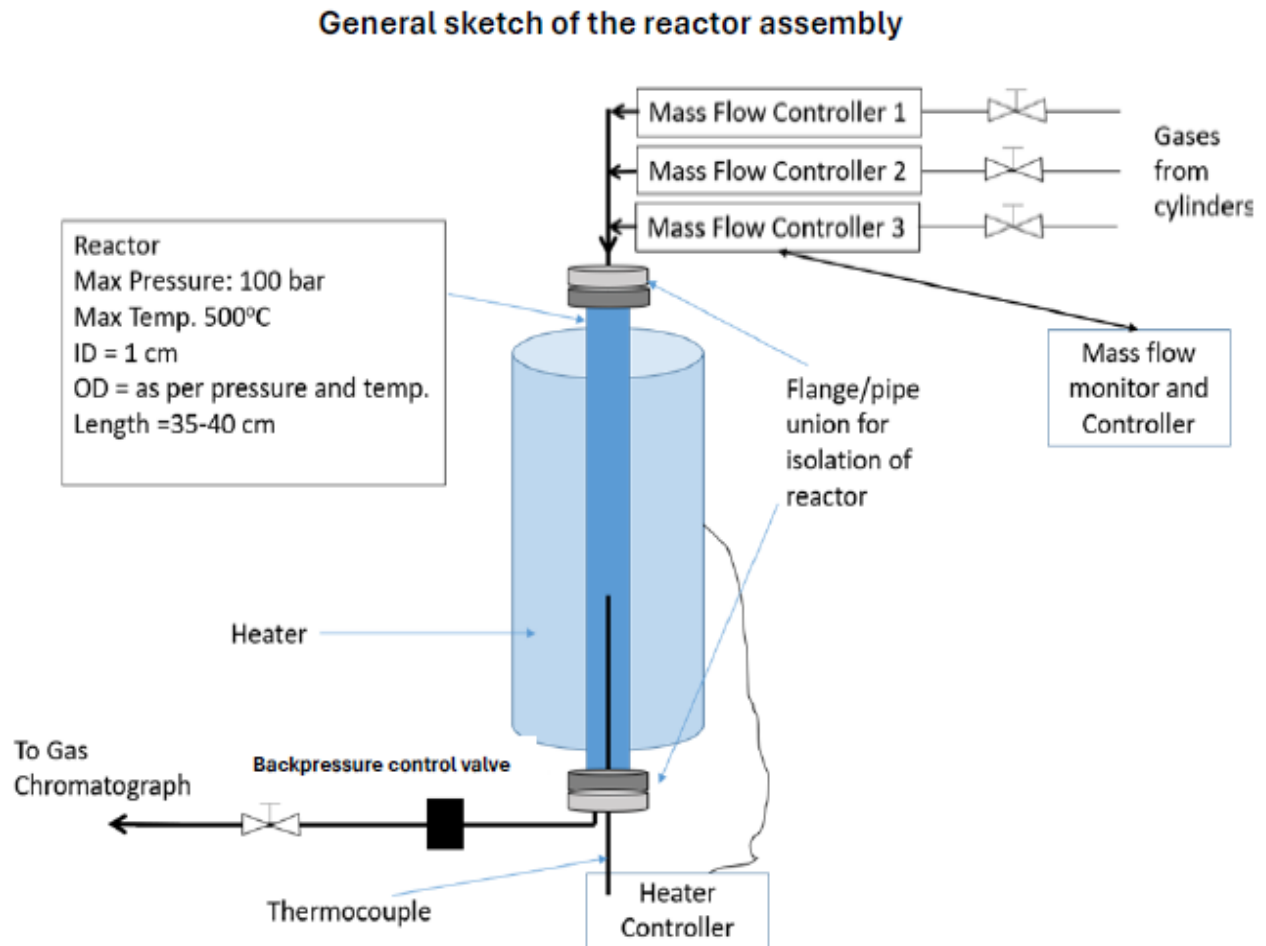 General sketch of the reactor assembly
Mass Flow Controller 1
Mass Flow Controller 2
Mass Flow Controller 3
Gases
from
cylinders
Reactor
Max Pressure: 100 bar
Max Temp. 500°C
ID = 1 cm
OD = as per pressure and temp.
Length =35-40 cm
Mass flow
monitor and
Controller
Flange/pipe
union for
isolation of
reactor
Heater
To Gas
Chromatograph
Backpressure control valve
Thermocouple
Heater
Controller